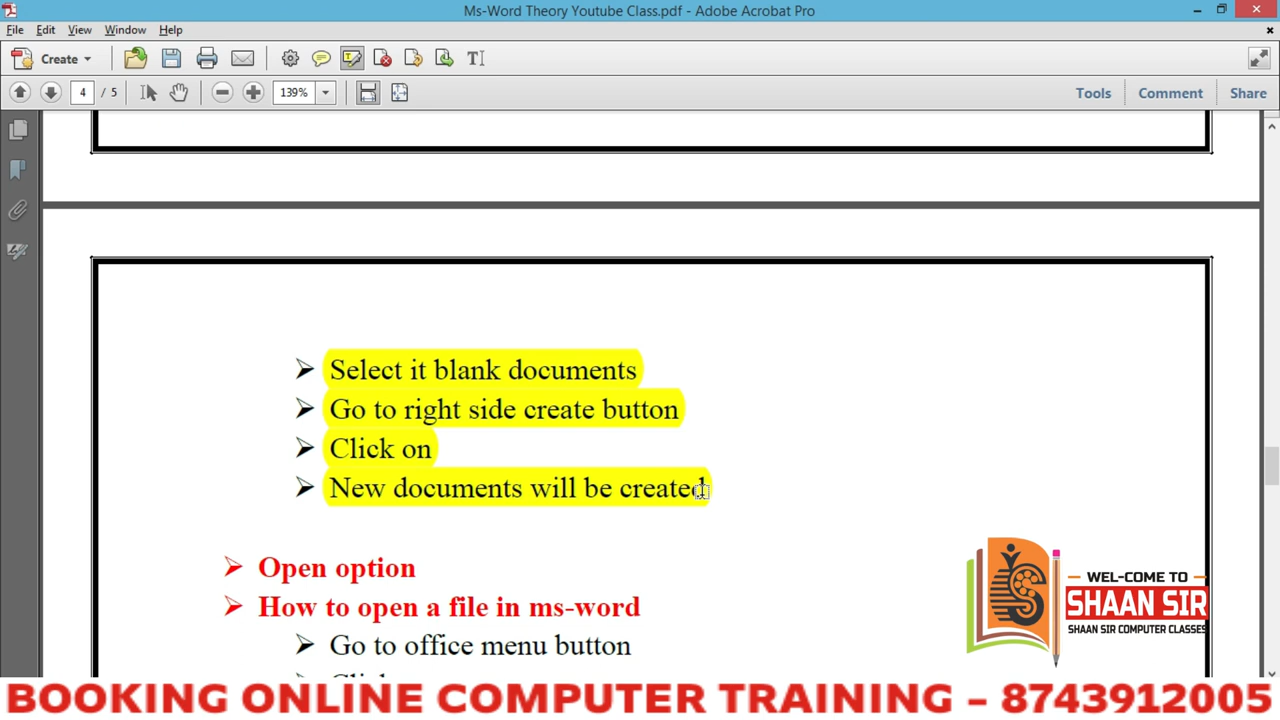 Ms-Word Theory Youtube Class.pdf - Adobe Acrobat Pro
File Edit View Window Help
Create
4 / 5 139% Tools Comment Share
Select it blank documents
Go to right side create button
Click on
New documents will be created
Open option
How to open a file in ms-word
Go to office menu button
WEL-COME TO
SHAAN SIR
SHAAN SIR COMPUTER CLASSES
BOOKING ONLINE COMPUTER TRAINING – 8743912005